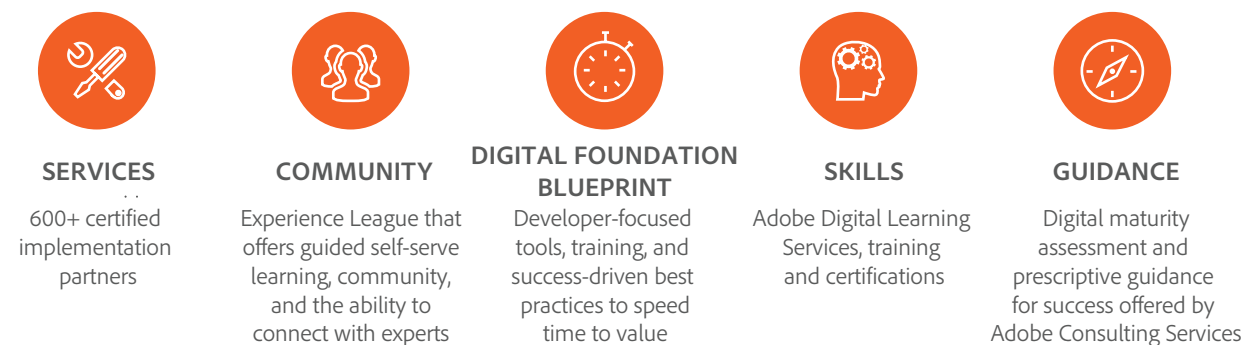 SERVICES
600+ certified
implementation
partners
COMMUNITY
Experience League that
offers guided self-serve
learning, community,
and the ability to
connect with experts
DIGITAL FOUNDATION
BLUEPRINT
Developer-focused
tools, training, and
success-driven best
practices to speed
time to value
SKILLS
Adobe Digital Learning
Services, training
and certifications
GUIDANCE
Digital maturity
assessment and
prescriptive guidance
for success offered by
Adobe Consulting Services